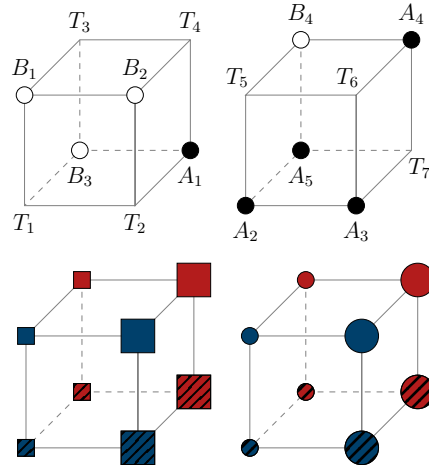 T₃ T₄ B₄ A₄
B₁ B₂ T₅ T₆
B₃ A₁ A₅ T₇
T₁ T₂ A₂ A₃